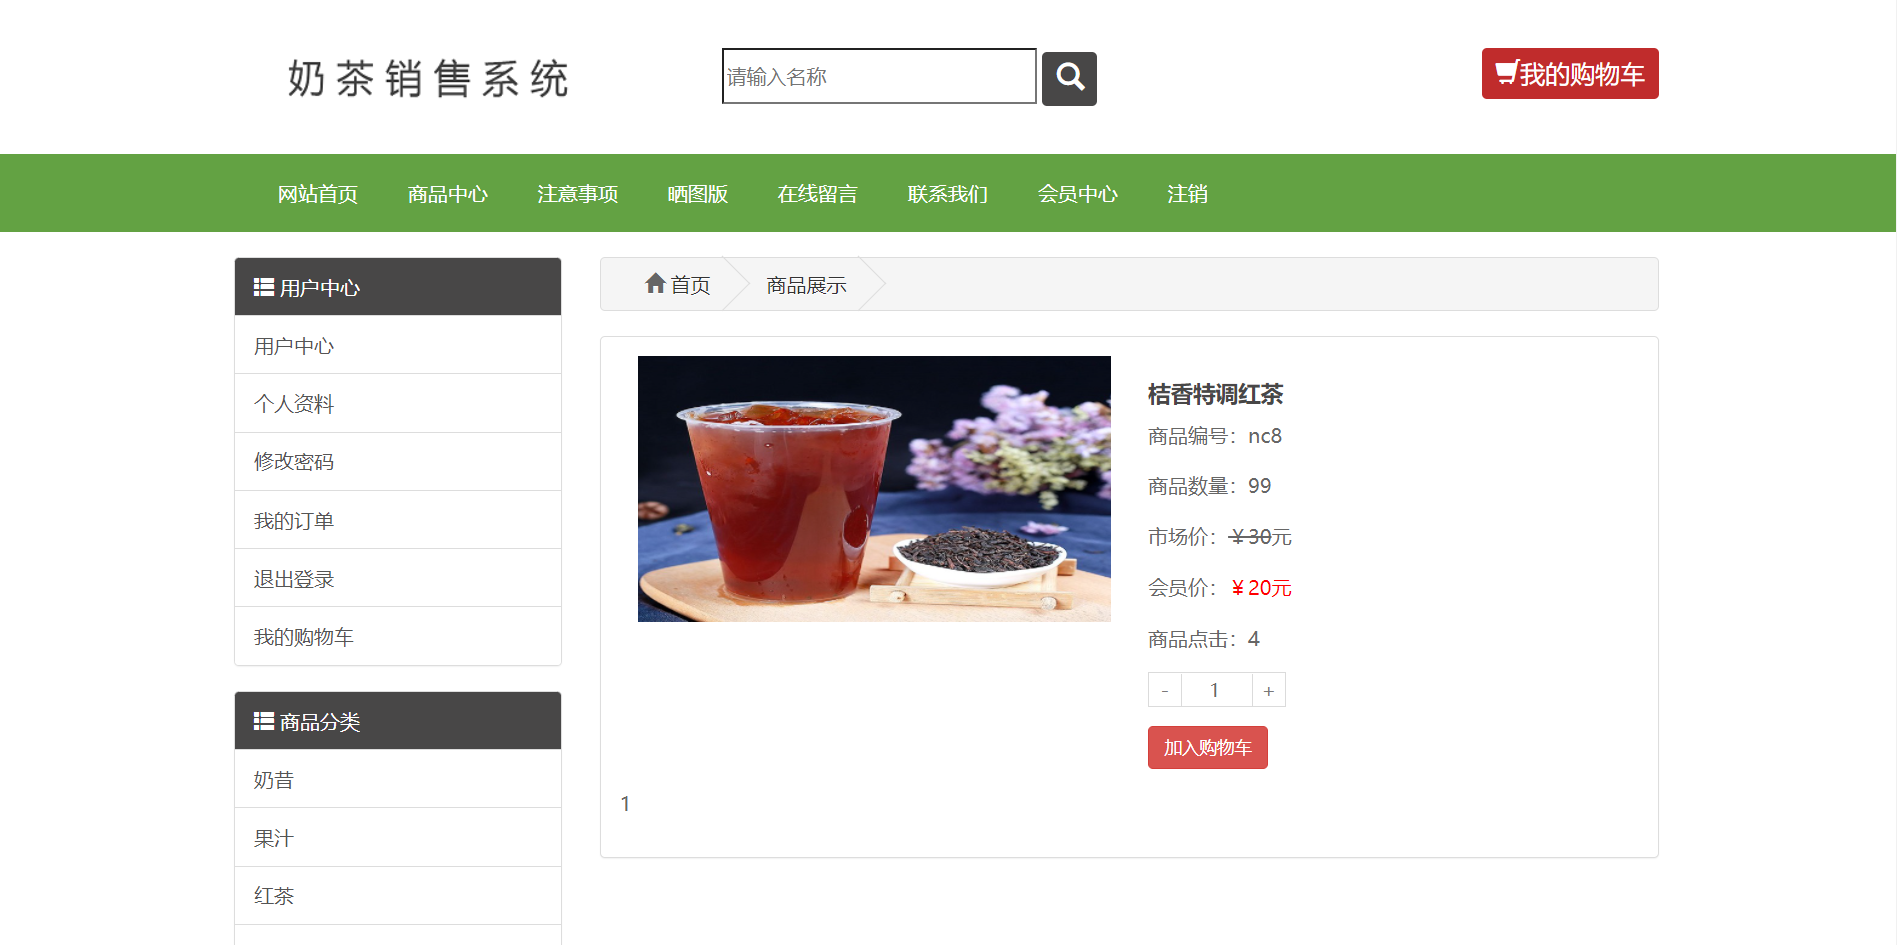 奶茶销售系统
请输入名称
我的购物车
网站首页 商品中心 注意事项 晒图版 在线留言 联系我们 会员中心 注销
用户中心
用户中心
个人资料
修改密码
我的订单
退出登录
我的购物车
商品分类
奶昔
果汁
红茶
首页 商品展示
桔香特调红茶
商品编号：nc8
商品数量：99
市场价：￥30元
会员价：￥20元
商品点击：4
- 1 +
加入购物车
1